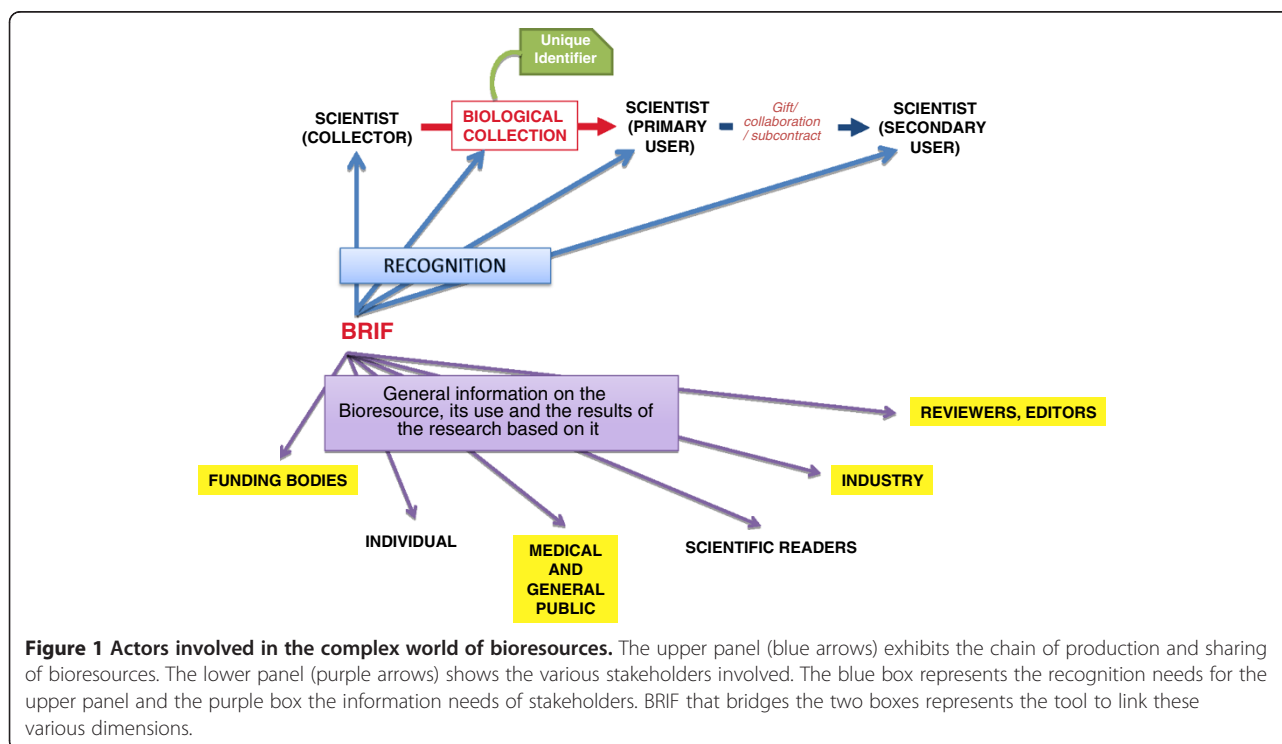 Unique
Identifier
SCIENTIST
(COLLECTOR)
BIOLOGICAL
COLLECTION
SCIENTIST
(PRIMARY
USER)
Gift/
collaboration
/ subcontract
SCIENTIST
(SECONDARY
USER)
RECOGNITION
BRIF
General information on the
Bioresource, its use and the results of
the research based on it
REVIEWERS, EDITORS
FUNDING BODIES
INDUSTRY
INDIVIDUAL
MEDICAL
AND
GENERAL
PUBLIC
SCIENTIFIC READERS
Figure 1 Actors involved in the complex world of bioresources. The upper panel (blue arrows) exhibits the chain of production and sharing
of bioresources. The lower panel (purple arrows) shows the various stakeholders involved. The blue box represents the recognition needs for the
upper panel and the purple box the information needs of stakeholders. BRIF that bridges the two boxes represents the tool to link these
various dimensions.